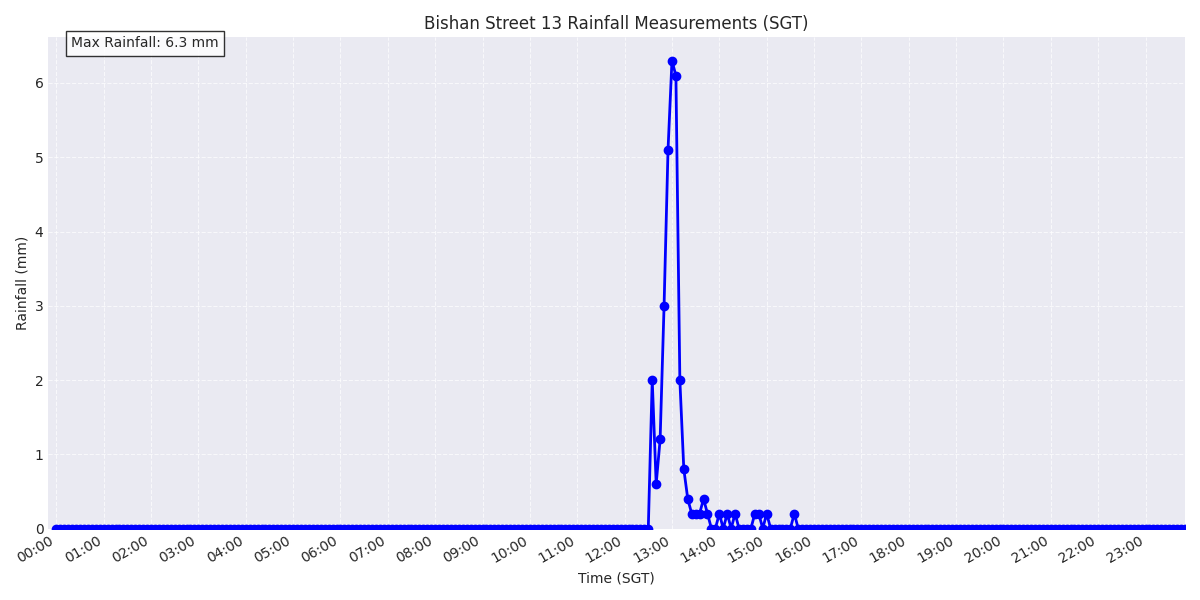 Bishan Street 13 Rainfall Measurements (SGT)
Max Rainfall: 6.3 mm
Rainfall (mm)
6
5
4
3
2
1
0
00:00 01:00 02:00 03:00 04:00 05:00 06:00 07:00 08:00 09:00 10:00 11:00 12:00 13:00 14:00 15:00 16:00 17:00 18:00 19:00 20:00 21:00 22:00 23:00
Time (SGT)